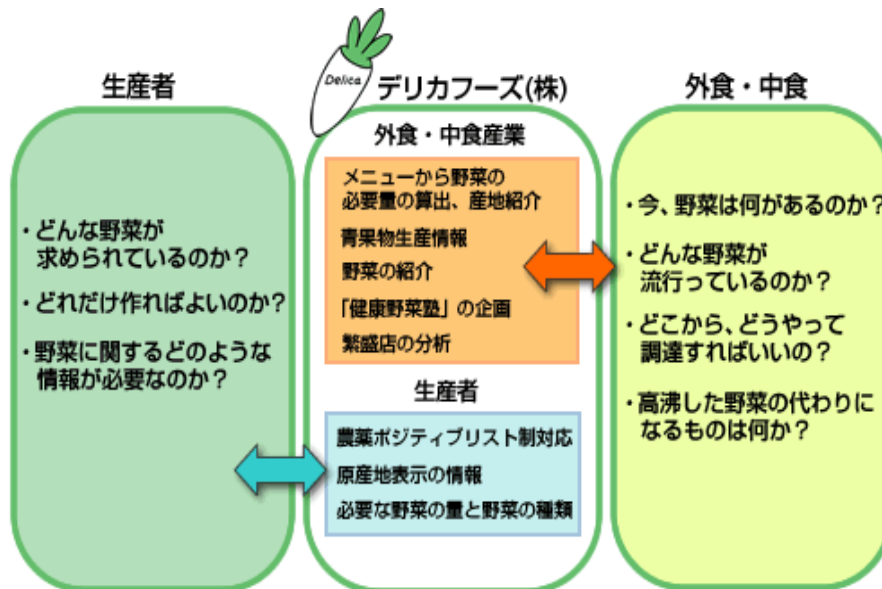 生産者
・どんな野菜が
求められているのか？
・どれだけ作ればよいのか？
・野菜に関するどのような
情報が必要なのか？
Delica
デリカフーズ(株)
外食・中食産業
メニューから野菜の
必要量の算出、産地紹介
青果物生産情報
野菜の紹介
「健康野菜塾」の企画
繁盛店の分析
生産者
農薬ポジティブリスト制対応
原産地表示の情報
必要な野菜の量と野菜の種類
外食・中食
・今、野菜は何があるのか？
・どんな野菜が
流行っているのか？
・どこから、どうやって
調達すればいいの？
・高沸した野菜の代わりに
なるものは何か？